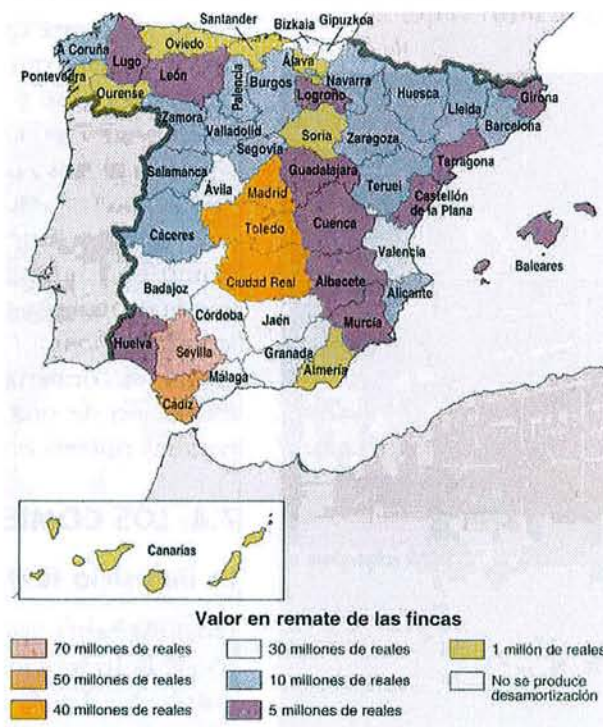 Santander
Bizkaia
Gipuzkoa
A Coruña
Oviedo
Lugo
Álava
Pontevedra
León
Palencia
Burgos
Navarra
Ourense
Logroño
Huesca
Girona
Lleida
Zamora
Valladolid
Soria
Zaragoza
Barcelona
Segovia
Tarragona
Salamanca
Guadalajara
Ávila
Madrid
Teruel
Castellón
de la Plana
Cáceres
Toledo
Cuenca
Valencia
Baleares
Ciudad Real
Badajoz
Albacete
Alicante
Córdoba
Jaén
Murcia
Huelva
Sevilla
Granada
Almería
Málaga
Cádiz
7.4. LOS COMIE
Canarias
Valor en remate de las fincas
70 millones de reales
30 millones de reales
1 millón de reales
50 millones de reales
10 millones de reales
No se produce
desamortización
40 millones de reales
5 millones de reales